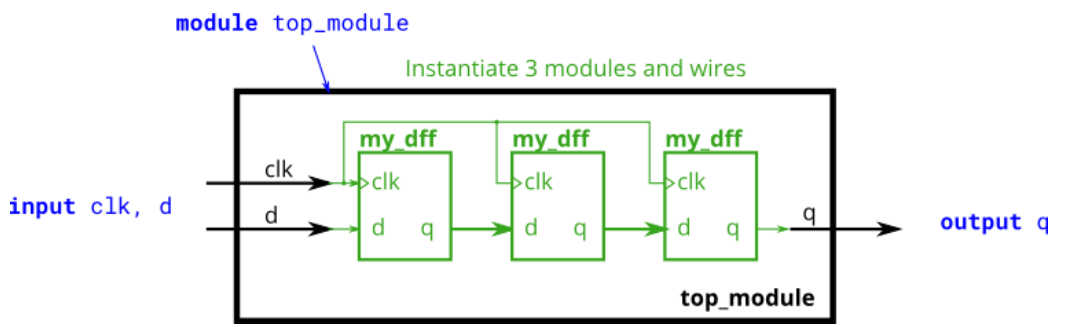 module top_module
Instantiate 3 modules and wires
my_dff my_dff my_dff
clk clk clk clk
input clk, d
d d q d q d q q
output q
top_module